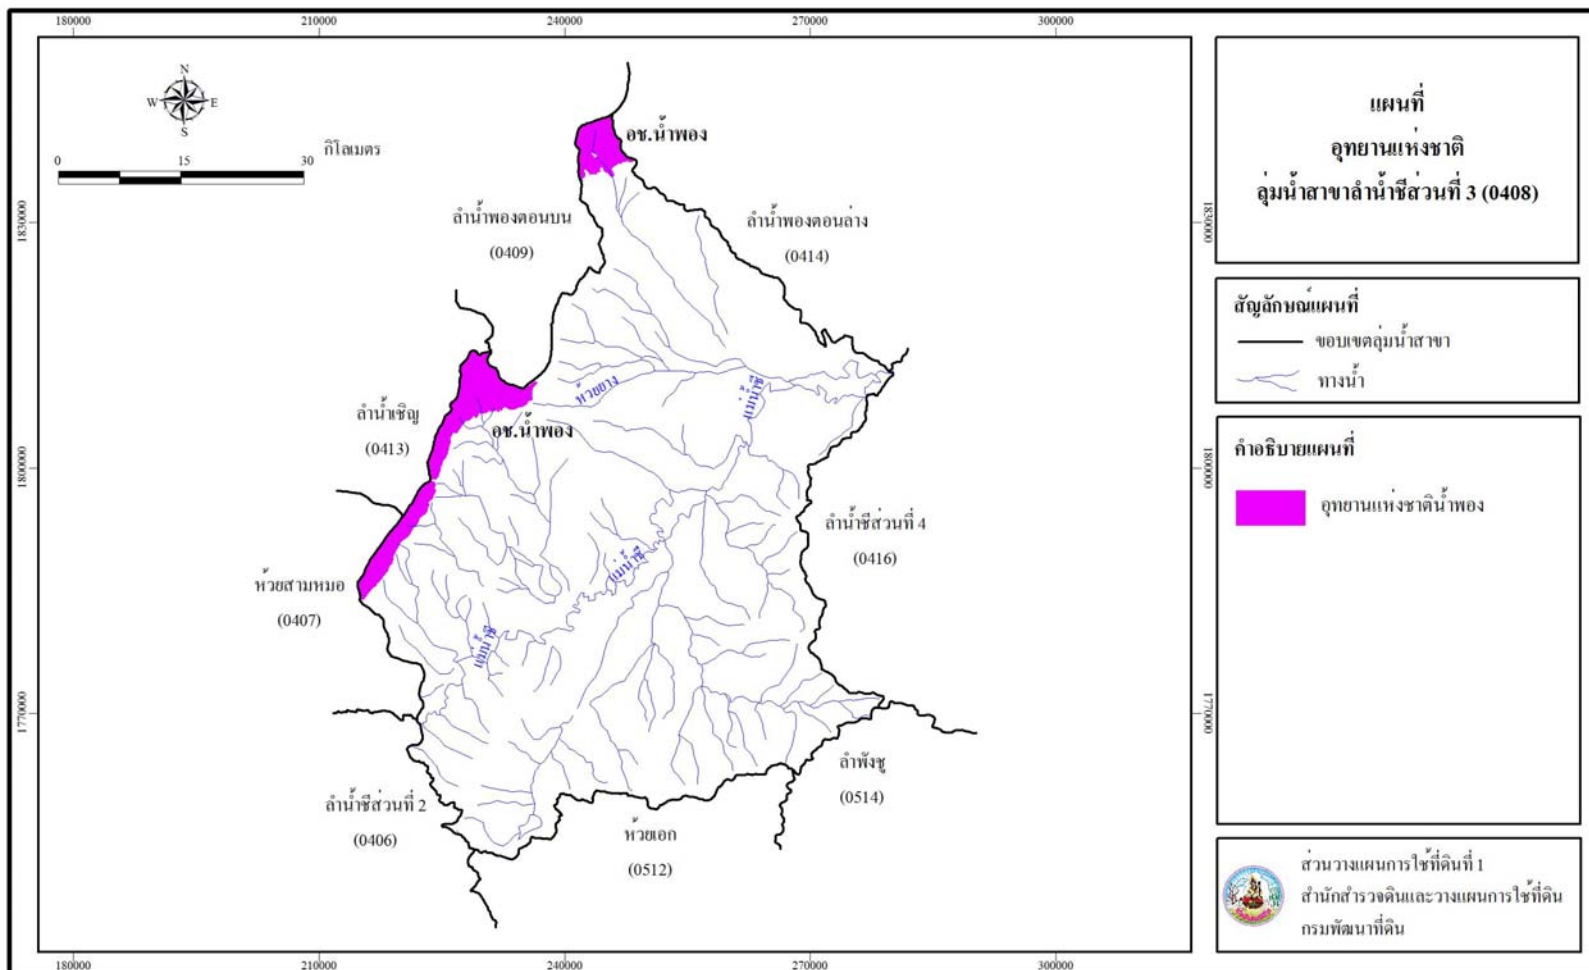 180000
210000
240000
270000
300000
N
W
E
S
กิโลเมตร
0
15
30
อช.น้ำพอง
ลำน้ำพองตอนบน
(0409)
ลำน้ำพองตอนล่าง
(0414)
1830000
1830000
ห้วยยาง
แม่น้ำชี
ลำน้ำเชิญ
(0413)
อช.น้ำพอง
1800000
1800000
ลำน้ำชีส่วนที่ 4
(0416)
แม่น้ำชี
ห้วยสามหมอ
(0407)
แม่น้ำชี
1770000
1770000
ลำพังชู
(0514)
ลำน้ำชีส่วนที่ 2
(0406)
ห้วยเอก
(0512)
180000
210000
240000
270000
300000
แผนที่
อุทยานแห่งชาติ
ลุ่มน้ำสาขาลำน้ำชีส่วนที่ 3 (0408)
สัญลักษณ์แผนที่
ขอบเขตลุ่มน้ำสาขา
ทางน้ำ
คำอธิบายแผนที่
อุทยานแห่งชาติน้ำพอง
ส่วนวางแผนการใช้ที่ดินที่ 1
สำนักสำรวจดินและวางแผนการใช้ที่ดิน
กรมพัฒนาที่ดิน